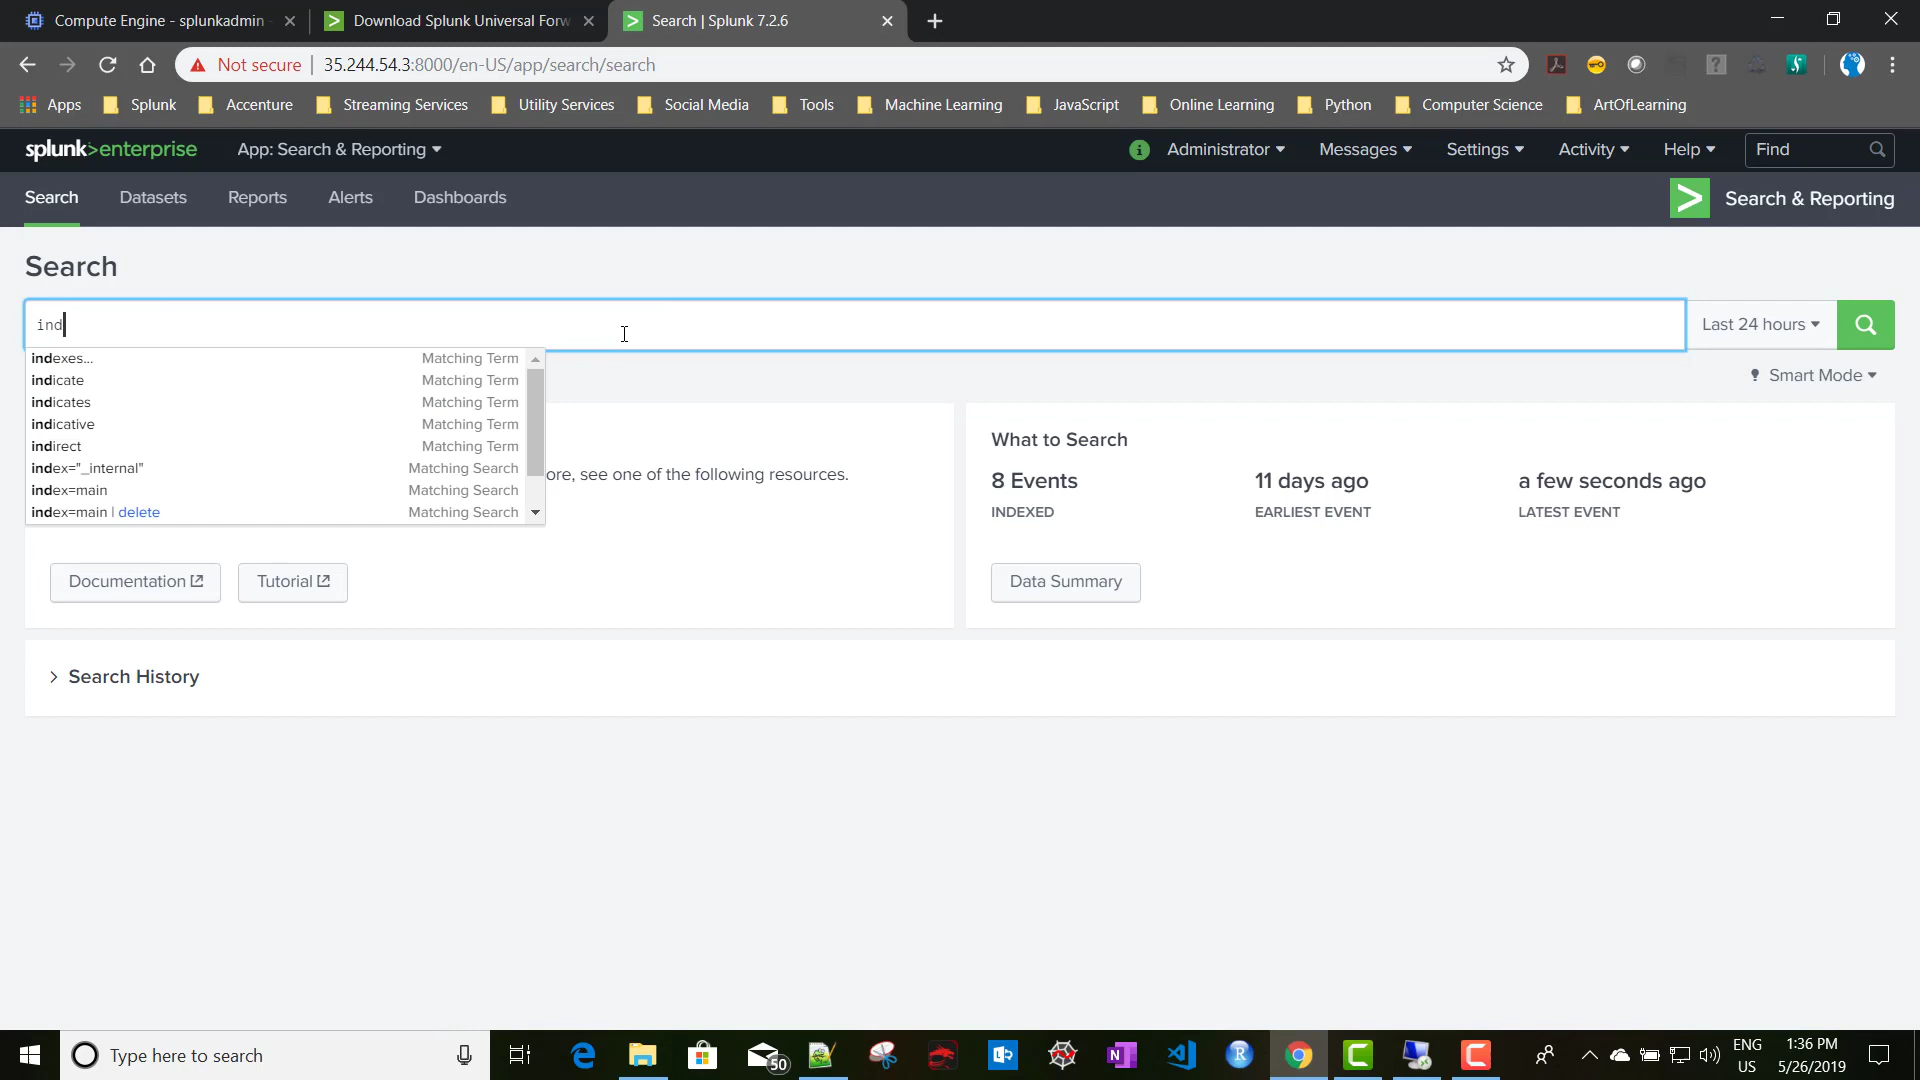 Compute Engine - splunkadmin
Download Splunk Universal Forw
Search | Splunk 7.2.6
Not secure | 35.244.54.3:8000/en-US/app/search/search
Apps Splunk Accenture Streaming Services Utility Services Social Media Tools Machine Learning JavaScript Online Learning Python Computer Science ArtOfLearning
splunk>enterprise App: Search & Reporting Administrator Messages Settings Activity Help Find
Search Datasets Reports Alerts Dashboards Search & Reporting
Search
ind Last 24 hours
Smart Mode
indexes... Matching Term
indicate Matching Term
indicates Matching Term
indicative Matching Term
indirect Matching Term
index="_internal" Matching Search
index=main Matching Search
index=main | delete Matching Search
ore, see one of the following resources.
Documentation Tutorial
What to Search
8 Events 11 days ago a few seconds ago
INDEXED EARLIEST EVENT LATEST EVENT
Data Summary
Search History
Type here to search
50
ENG
US
1:36 PM
5/26/2019